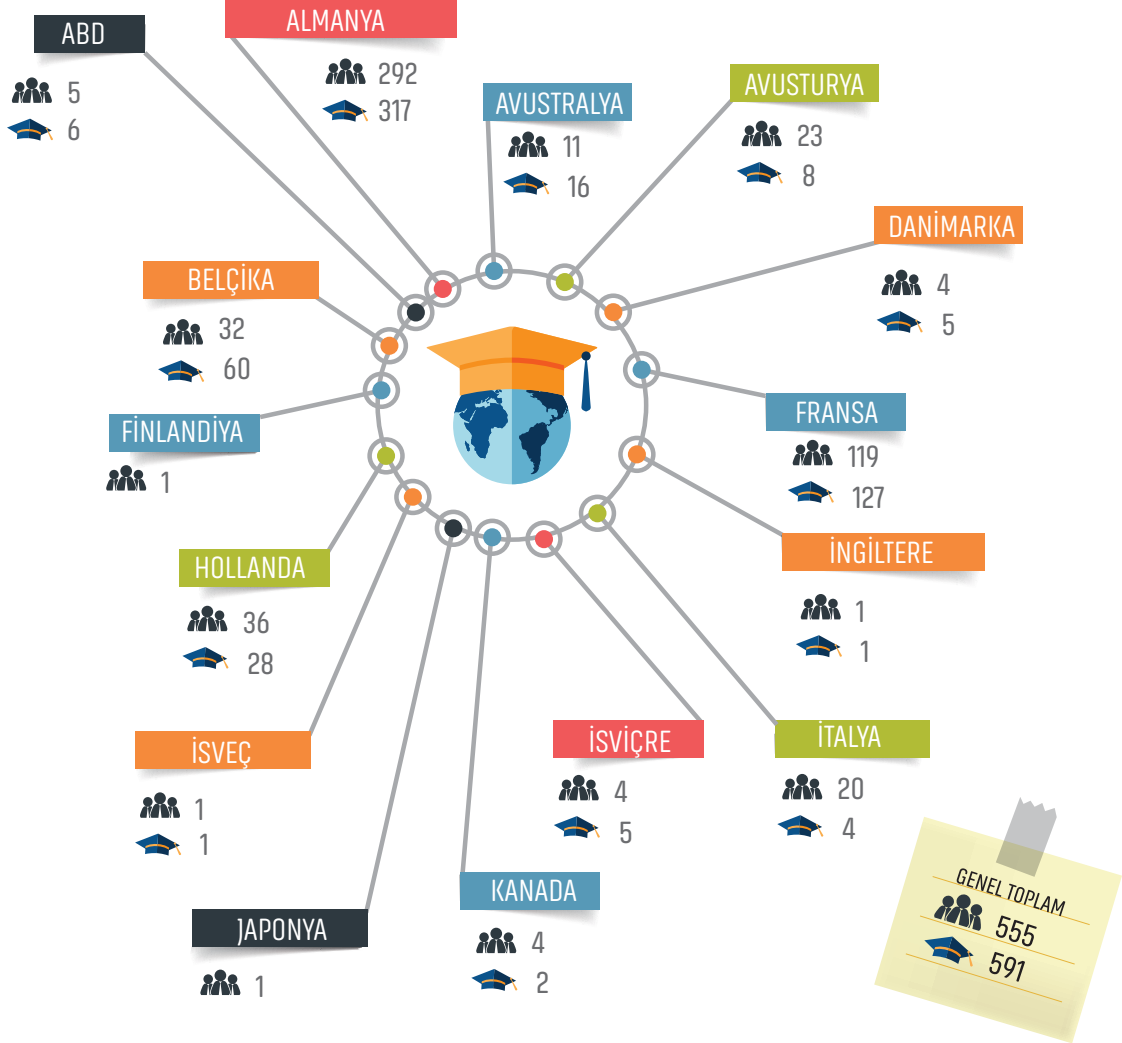 ABD
5
6
ALMANYA
292
317
AVUSTRALYA
11
16
AVUSTURYA
23
8
DANİMARKA
4
5
BELÇİKA
32
60
FRANSA
119
127
FİNLANDİYA
1
İNGİLTERE
1
1
HOLLANDA
36
28
İSVEÇ
1
1
İSVİÇRE
4
5
İTALYA
20
4
JAPONYA
1
KANADA
4
2
GENEL TOPLAM
555
591